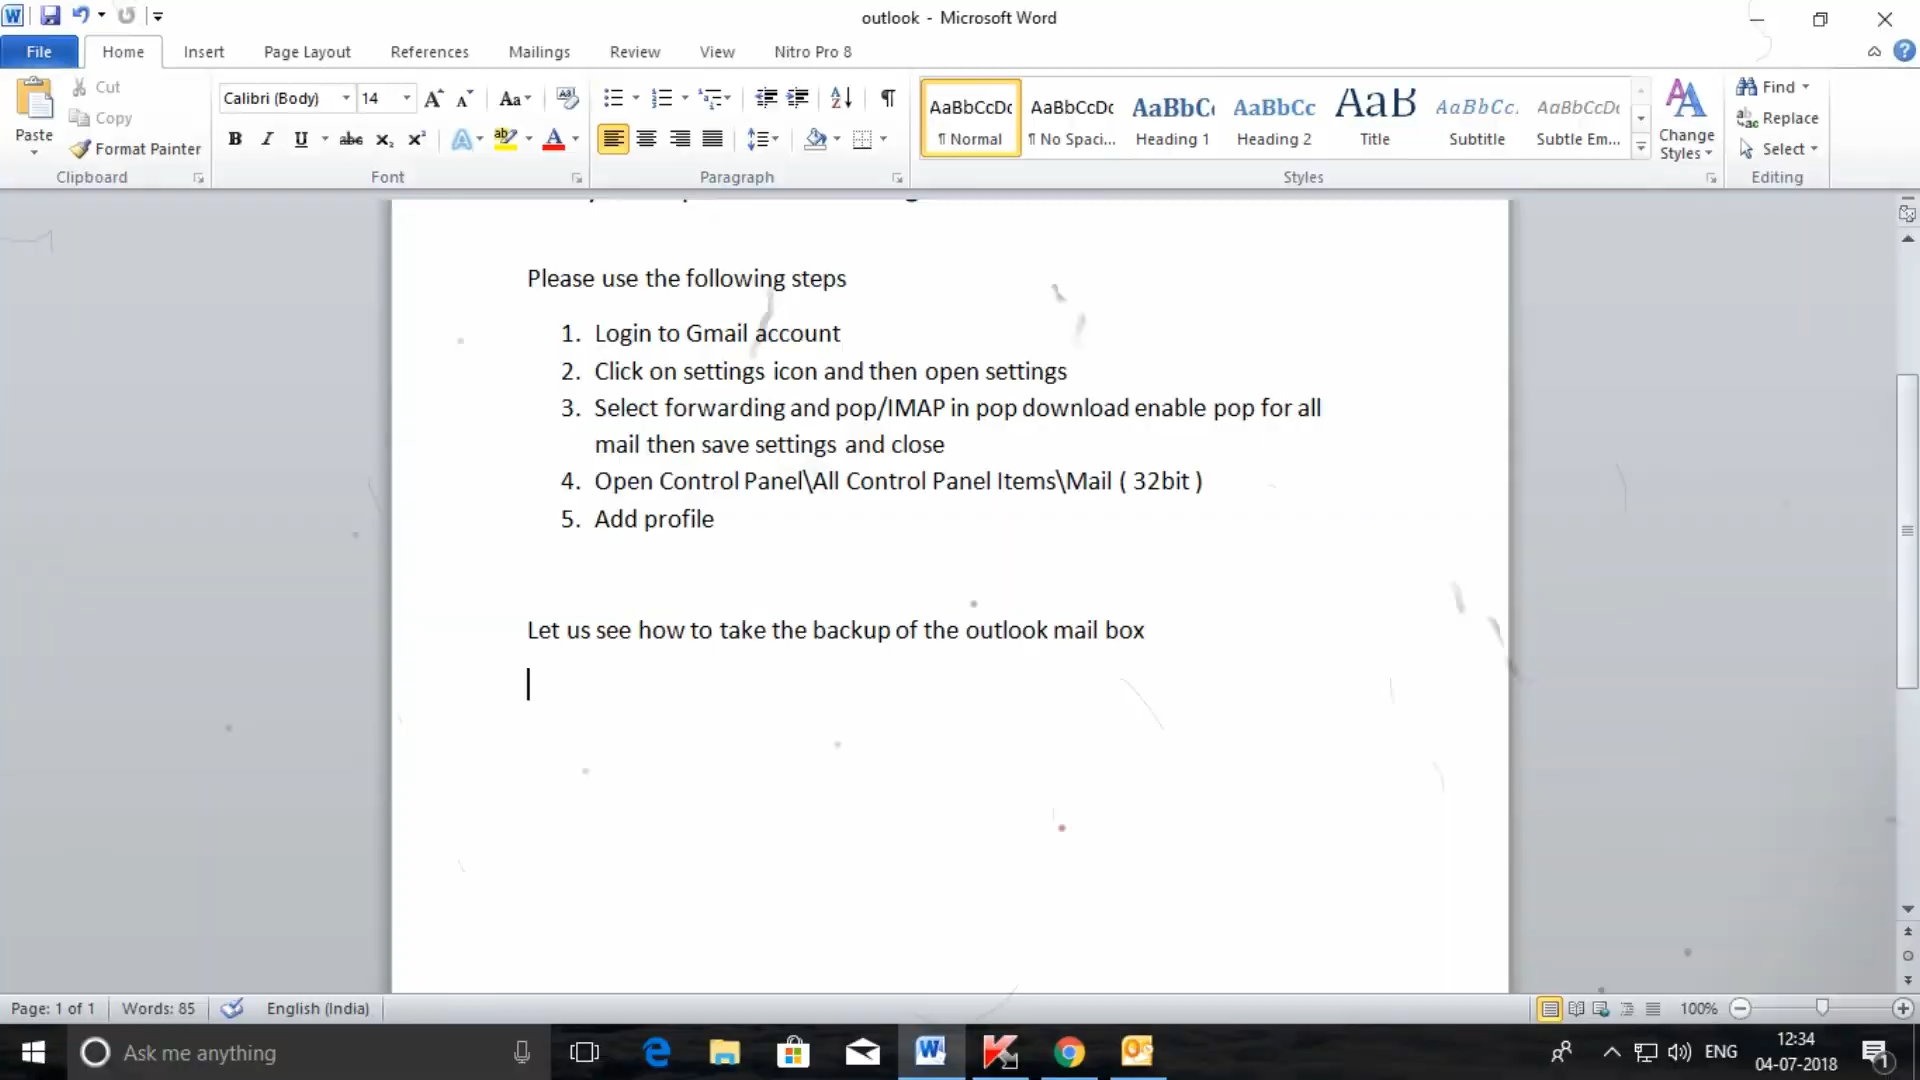 outlook - Microsoft Word
File Home Insert Page Layout References Mailings Review View Nitro Pro 8
Cut
Copy
Format Painter
Paste
Clipboard
Calibri (Body) 14
Font
Paragraph
AaBbCcDc AaBbCcDc AaBbC AaBbCc AaB AaBbCc. AaBbCcDc
¶ Normal ¶ No Spaci... Heading 1 Heading 2 Title Subtitle Subtle Em...
Change
Styles
Styles
Find
Replace
Select
Editing
Please use the following steps
1. Login to Gmail account
2. Click on settings icon and then open settings
3. Select forwarding and pop/IMAP in pop download enable pop for all
mail then save settings and close
4. Open Control Panel\All Control Panel Items\Mail ( 32bit )
5. Add profile
Let us see how to take the backup of the outlook mail box
Page: 1 of 1 Words: 85 English (India) 100%
Ask me anything
ENG
12:34
04-07-2018
1